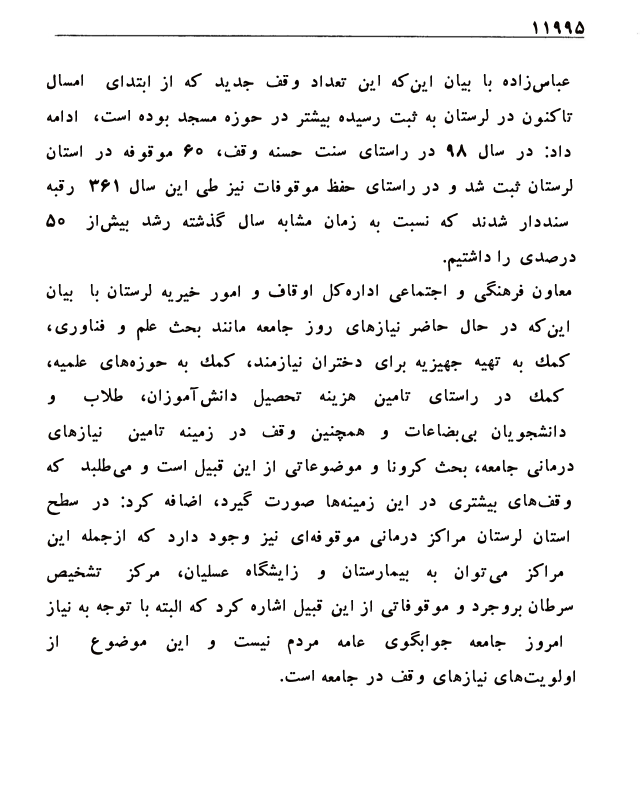 ۱۱۹۹۵
عباس‌زاده با بیان این‌که این تعداد وقف جدید که از ابتدای امسال
تاکنون در لرستان به ثبت رسیده بیشتر در حوزه مسجد بوده است، ادامه
داد: در سال ۹۸ در راستای سنت حسنه وقف، ۶۰ موقوفه در استان
لرستان ثبت شد و در راستای حفظ موقوفات نیز طی این سال ۳۶۱ رقبه
سنددار شدند که نسبت به زمان مشابه سال گذشته رشد بیش‌از ۵۰
درصدی را داشتیم.
معاون فرهنگی و اجتماعی اداره‌کل اوقاف و امور خیریه لرستان با بیان
این‌که در حال حاضر نیازهای روز جامعه مانند بحث علم و فناوری،
کمك به تهیه جهیزیه برای دختران نیازمند، کمك به حوزه‌های علمیه،
کمك در راستای تامین هزینه تحصیل دانش‌آموزان، طلاب و
دانشجویان بی‌بضاعات و همچنین وقف در زمینه تامین نیازهای
درمانی جامعه، بحث کرونا و موضوعاتی از این قبیل است و می‌طلبد که
وقف‌های بیشتری در این زمینه‌ها صورت گیرد، اضافه کرد: در سطح
استان لرستان مراکز درمانی موقوفه‌ای نیز وجود دارد که ازجمله این
مراکز می‌توان به بیمارستان و زایشگاه عسلیان، مرکز تشخیص
سرطان بروجرد و موقوفاتی از این قبیل اشاره کرد که البته با توجه به نیاز
امروز جامعه جوابگوی عامه مردم نیست و این موضوع از
اولویت‌های نیازهای وقف در جامعه است.